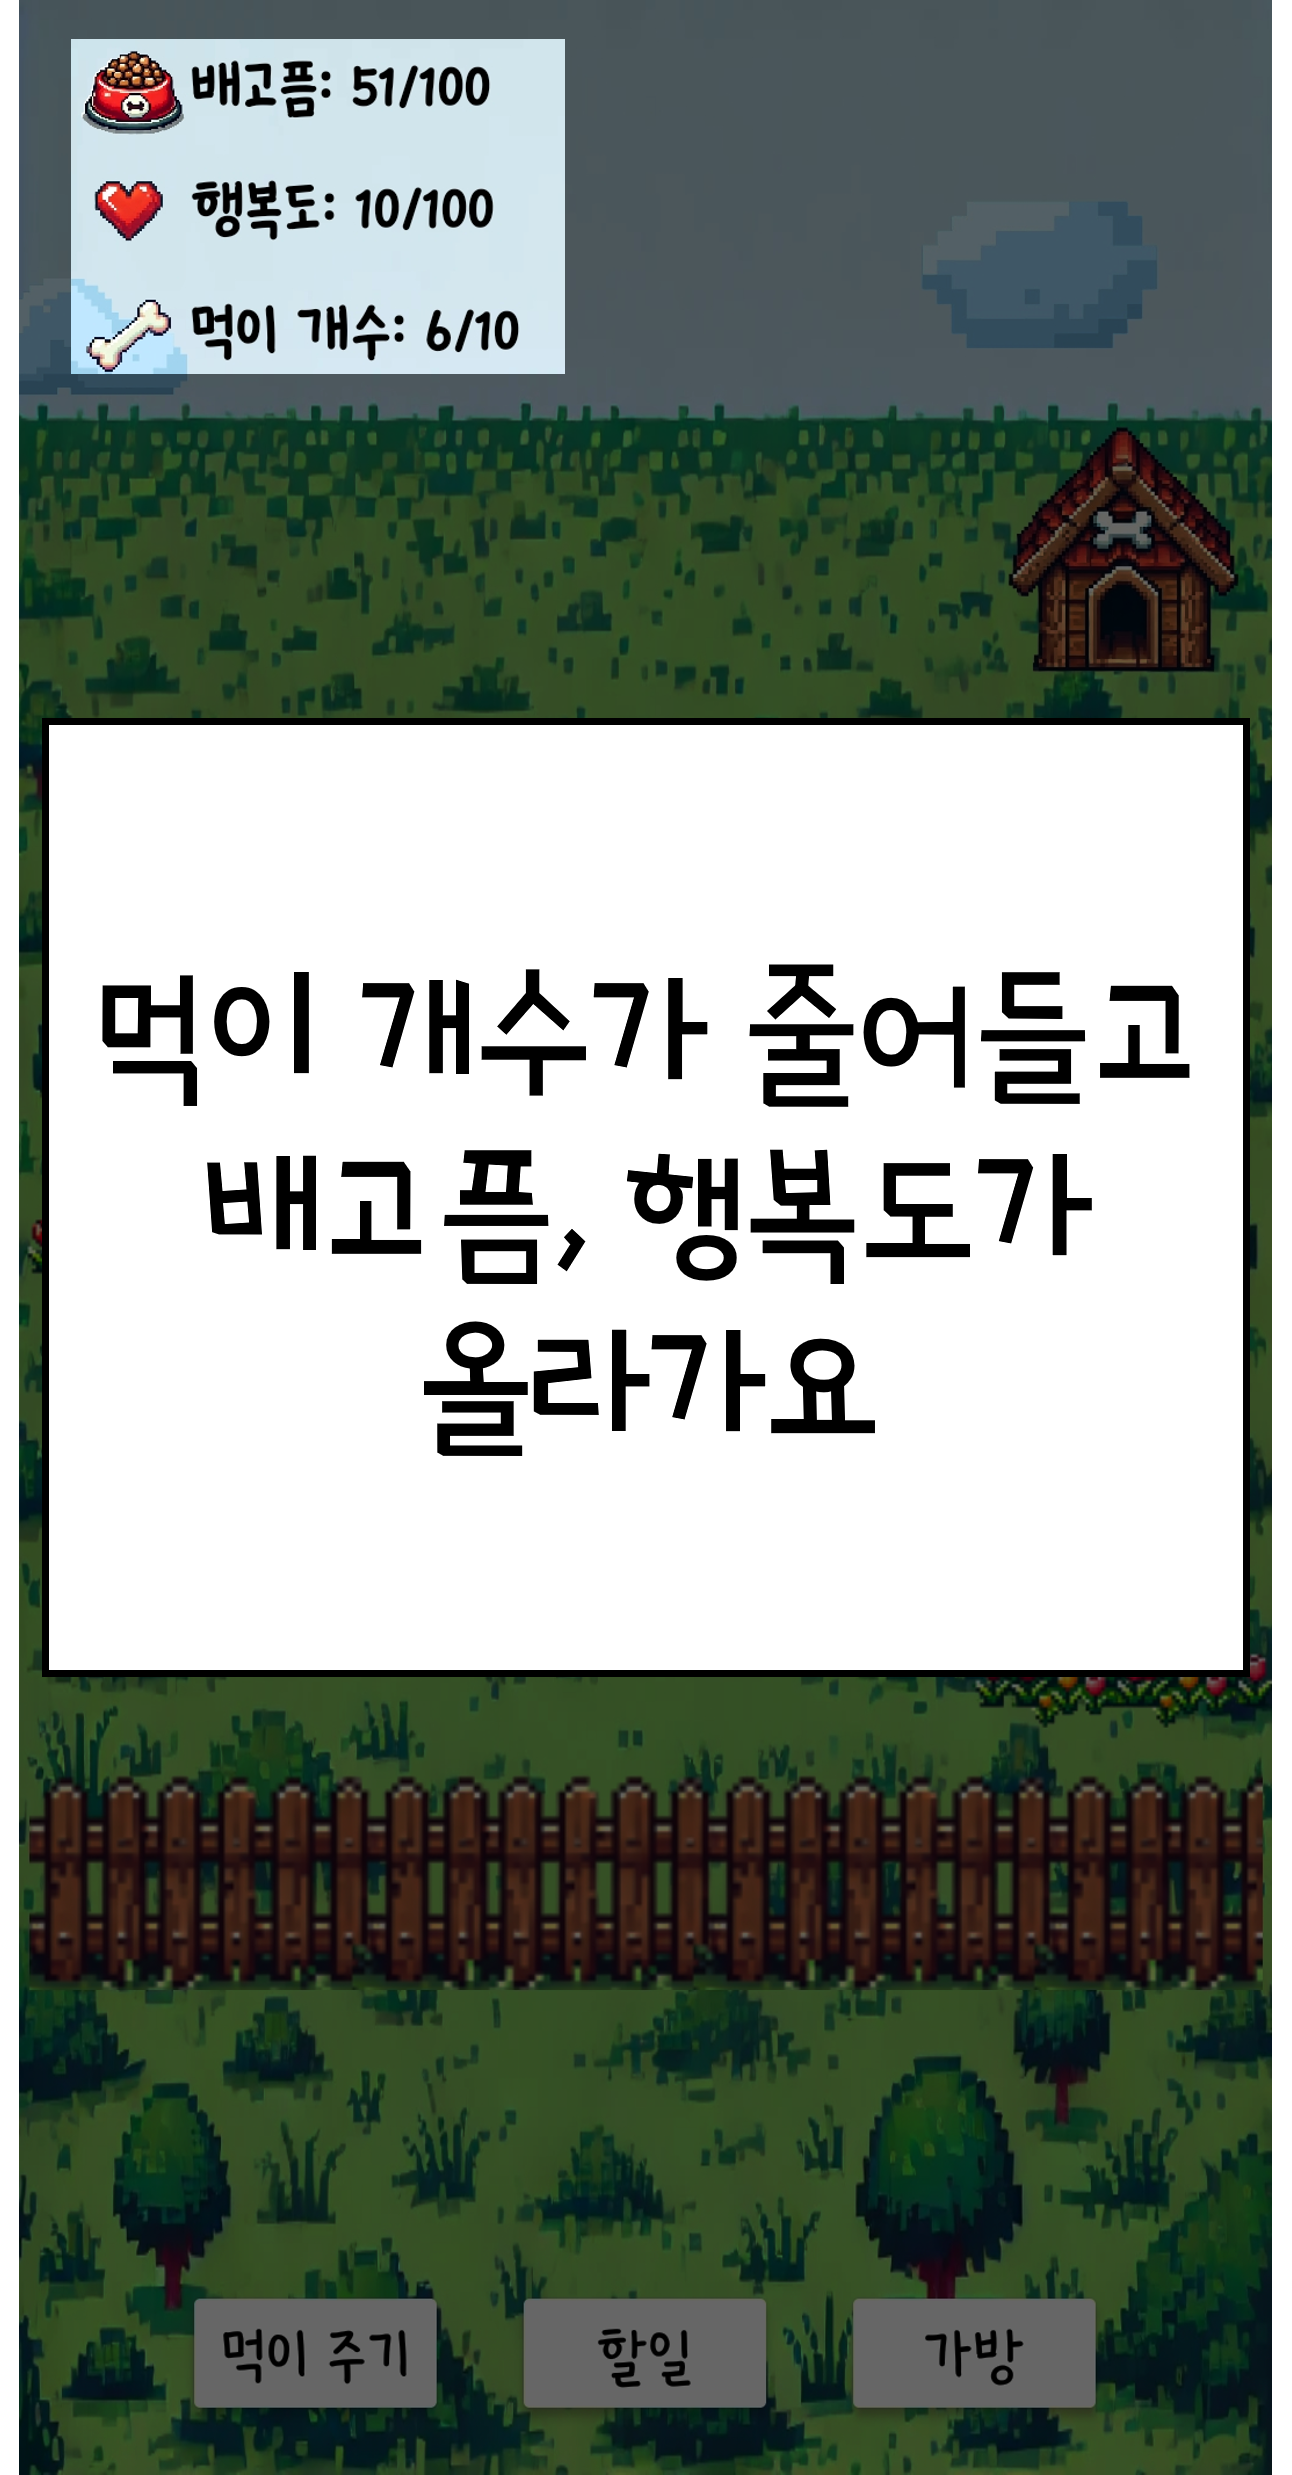 배고픔: 51/100
행복도: 10/100
먹이 개수: 6/10
먹이 개수가 줄어들고
배고픔, 행복도가
올라가요
먹이 주기
할일
가방